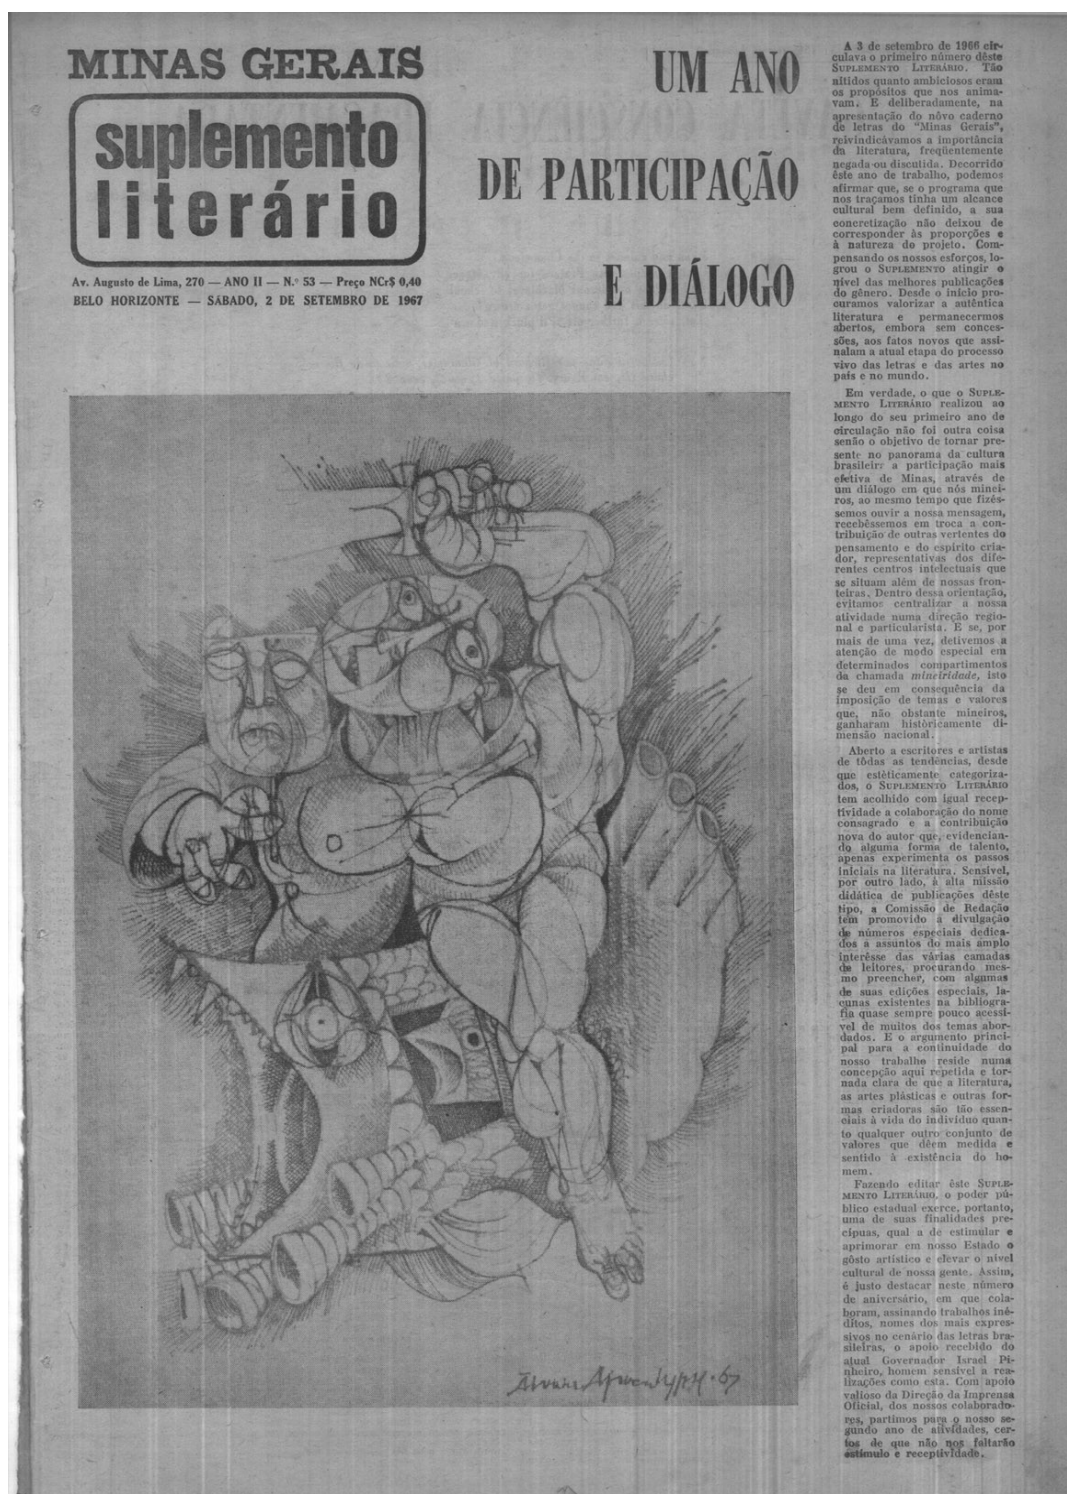 MINAS GERAIS
suplemento
literário
Av. Augusto de Lima, 270 — ANO II — N.º 53 — Preço NCr$ 0,40
BELO HORIZONTE — SÁBADO, 2 DE SETEMBRO DE 1967
UM ANO
DE PARTICIPAÇÃO
E DIÁLOGO
A 3 de setembro de 1966 cir-
culava o primeiro número dêste
SUPLEMENTO LITERÁRIO. Tão
nítidos quanto ambiciosos eram
os propósitos que nos anima-
vam. E deliberadamente, na
apresentação do nôvo caderno
de letras do "Minas Gerais",
reivindicávamos a importância
da literatura, freqüentemente
negada ou discutida. Decorrido
êste ano de trabalho, podemos
afirmar que, se o programa que
nos traçamos tinha um alcance
cultural bem definido, a sua
concretização não deixou de
corresponder às proporções e
à natureza do projeto. Com-
pensando os nossos esforços, lo-
grou o SUPLEMENTO atingir o
nível das melhores publicações
do gênero. Desde o início pro-
curamos valorizar a autêntica
literatura e permanecermos
abertos, embora sem conces-
sões, aos fatos novos que assi-
nalam a atual etapa do processo
vivo das letras e das artes no
país e no mundo.
Em verdade, o que o SUPLE-
MENTO LITERÁRIO realizou ao
longo do seu primeiro ano de
circulação não foi outra coisa
senão o objetivo de tornar pre-
sente no panorama da cultura
brasileira a participação mais
efetiva de Minas, através de
um diálogo em que nós minei-
ros, ao mesmo tempo que fizés-
semos ouvir a nossa mensagem,
recebêssemos em troca a con-
tribuição de outras vertentes do
pensamento e do espírito cria-
dor, representativas dos dife-
rentes centros intelectuais que
se situam além de nossas fron-
teiras. Dentro dessa orientação,
evitamos centralizar a nossa
atividade numa direção regio-
nal e particularista. E se, por
mais de uma vez, detivemos a
atenção de modo especial em
determinados compartimentos
da chamada mineiridade, isto
se deu em conseqüência da
imposição de temas e valores
que, não obstante mineiros,
ganharam històricamente di-
mensão nacional.
Aberto a escritores e artistas
de tôdas as tendências, desde
que estèticamente categoriza-
dos, o SUPLEMENTO LITERÁRIO
tem acolhido com igual recep-
tividade a colaboração do nome
consagrado e a contribuição
nova do autor que, evidencian-
do alguma forma de talento,
apenas experimenta os passos
iniciais na literatura. Sensível,
por outro lado, à alta missão
didática de publicações dêste
tipo, a Comissão de Redação
tem promovido a divulgação
de números especiais dedica-
dos a assuntos do mais amplo
interêsse das várias camadas
de leitores, procurando mes-
mo preencher, com algumas
de suas edições especiais, la-
cunas existentes na bibliogra-
fia quase sempre pouco acessí-
vel de muitos dos temas abor-
dados. E o argumento princi-
pal para a continuidade do
nosso trabalho reside numa
concepção aqui repetida e tor-
nada clara de que a literatura,
as artes plásticas e outras for-
mas criadoras são tão essen-
ciais à vida do indivíduo quan-
to qualquer outro conjunto de
valores que dêem medida e
sentido à existência do ho-
mem.
Fazendo editar êste SUPLE-
MENTO LITERÁRIO, o poder pú-
blico estadual exerce, portanto,
uma de suas finalidades pre-
cípuas, qual a de estimular e
aprimorar em nosso Estado o
gôsto artístico e elevar o nível
cultural de nossa gente. Assim,
é justo destacar neste número
de aniversário, em que cola-
boram, assinando trabalhos iné-
ditos, nomes dos mais expres-
sivos no cenário das letras bra-
sileiras, o apoio recebido do
atual Governador Israel Pi-
nheiro, homem sensível a rea-
lizações como esta. Com apoio
valioso da Direção da Imprensa
Oficial, dos nossos colaborado-
res, partimos para o nosso se-
gundo ano de atividades, cer-
tos de que não nos faltarão
estímulo e receptividade.
Álvaro Apocalypse · 67